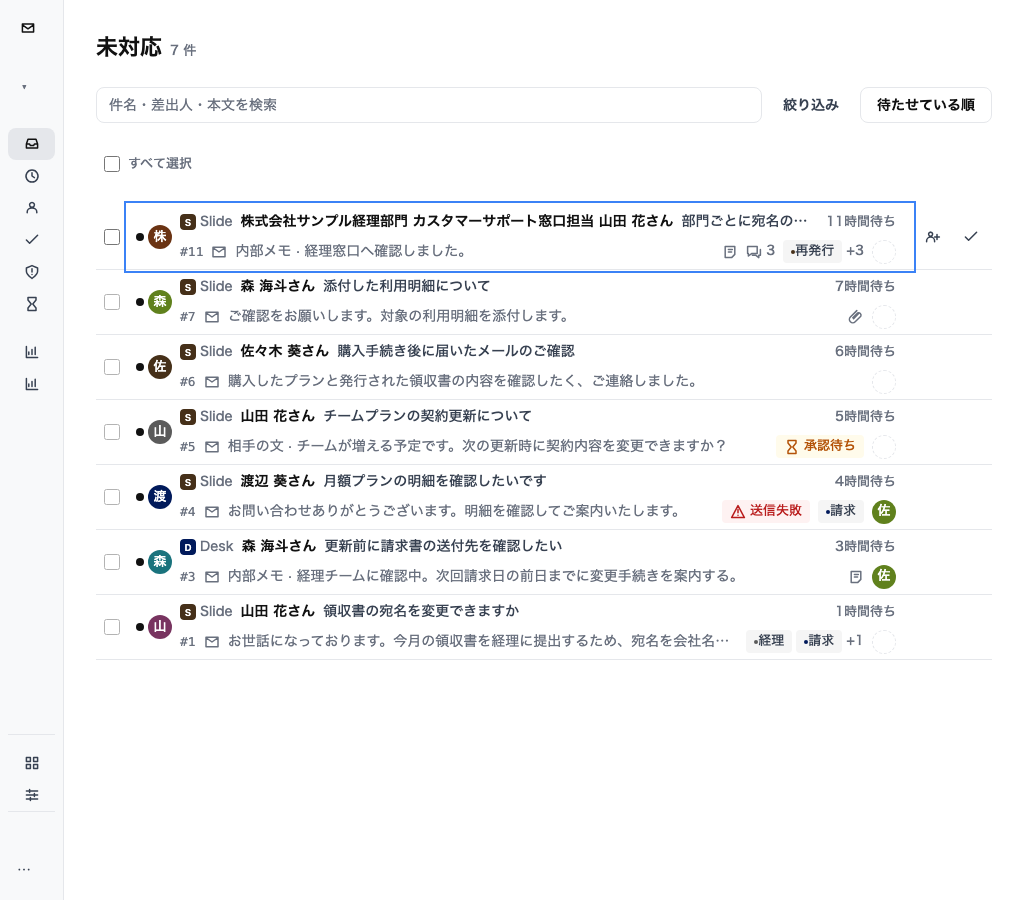 未対応 7 件
件名・差出人・本文を検索
絞り込み
待たせている順
すべて選択
株 S Slide 株式会社サンプル経理部門 カスタマーサポート窓口担当 山田 花さん 部門ごとに宛名の… 11時間待ち
#11 内部メモ · 経理窓口へ確認しました。 3 •再発行 +3
森 S Slide 森 海斗さん 添付した利用明細について 7時間待ち
#7 ご確認をお願いします。対象の利用明細を添付します。
佐 S Slide 佐々木 葵さん 購入手続き後に届いたメールのご確認 6時間待ち
#6 購入したプランと発行された領収書の内容を確認したく、ご連絡しました。
山 S Slide 山田 花さん チームプランの契約更新について 5時間待ち
#5 相手の文 · チームが増える予定です。次の更新時に契約内容を変更できますか？ 承認待ち
渡 S Slide 渡辺 葵さん 月額プランの明細を確認したいです 4時間待ち
#4 お問い合わせありがとうございます。明細を確認してご案内いたします。 送信失敗 •請求 佐
森 D Desk 森 海斗さん 更新前に請求書の送付先を確認したい 3時間待ち
#3 内部メモ · 経理チームに確認中。次回請求日の前日までに変更手続きを案内する。 佐
山 S Slide 山田 花さん 領収書の宛名を変更できますか 1時間待ち
#1 お世話になっております。今月の領収書を経理に提出するため、宛名を会社名… •経理 •請求 +1